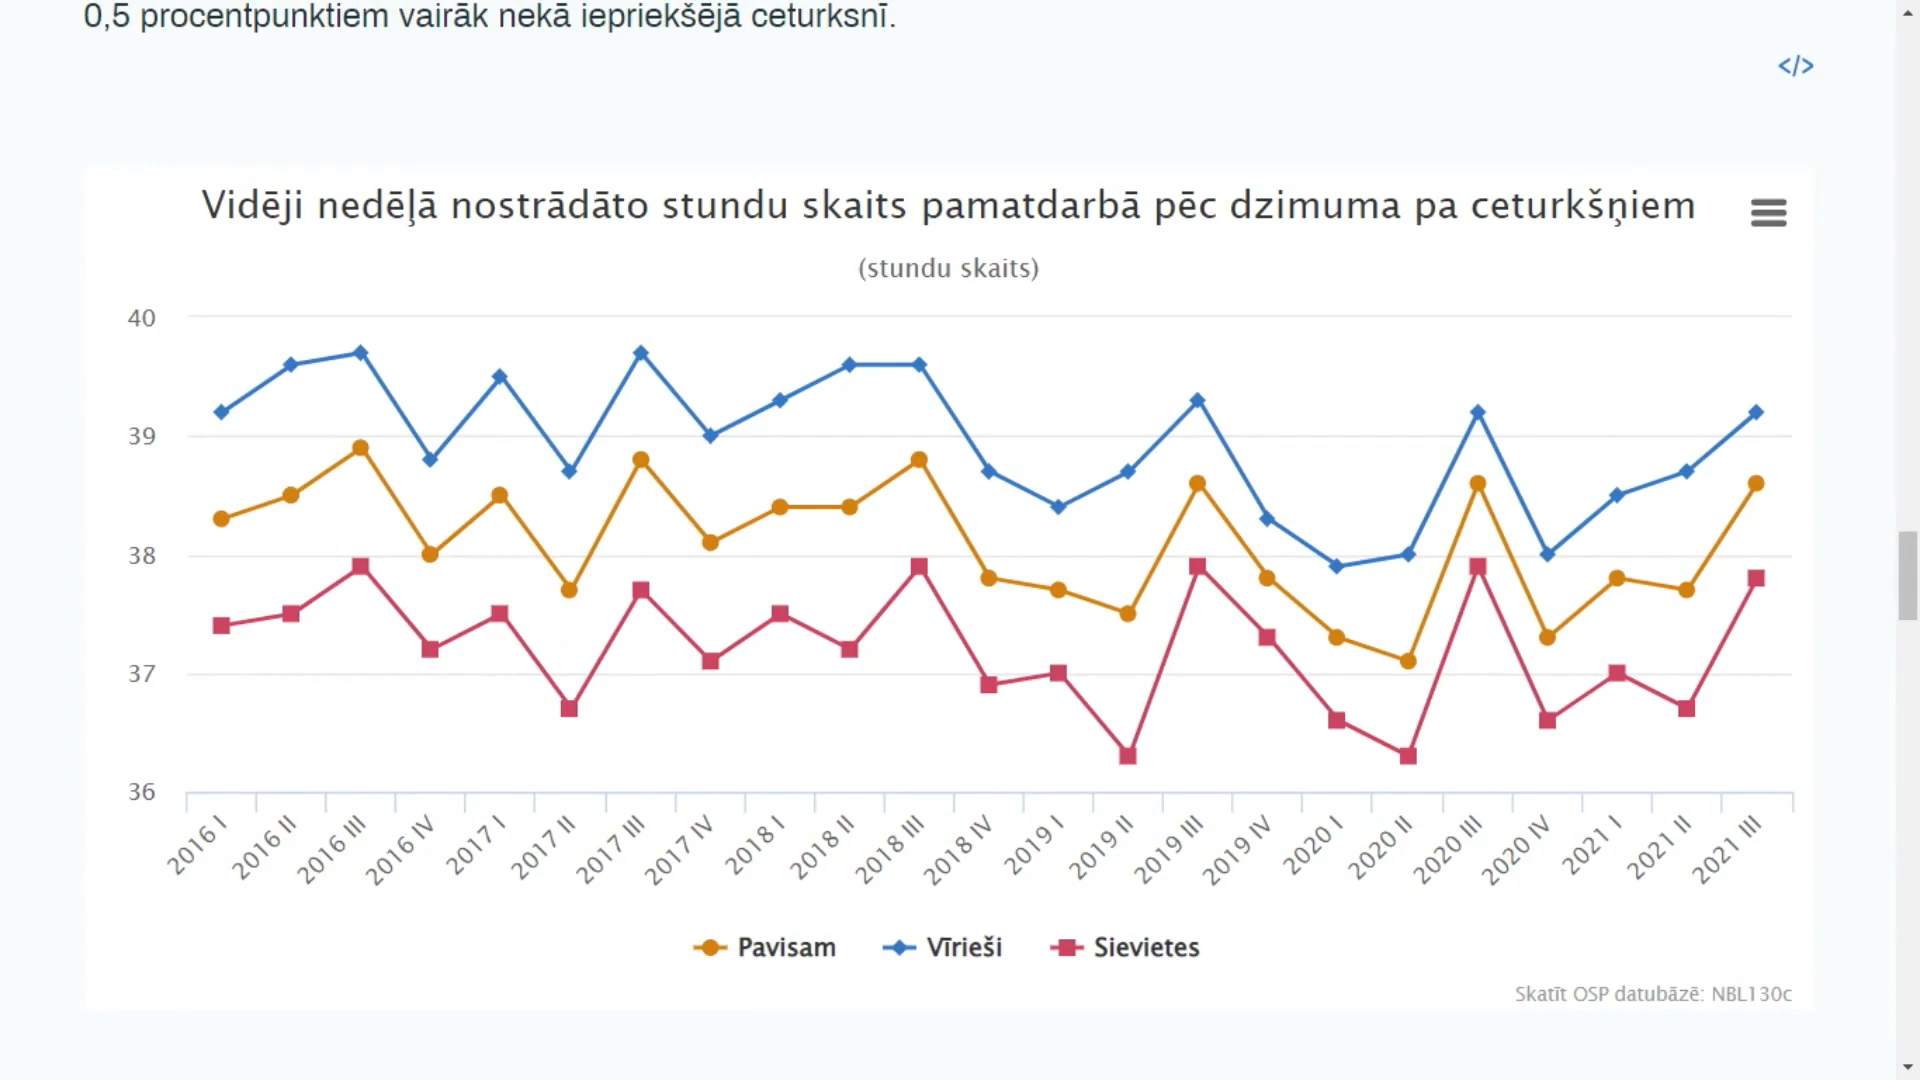 0,5 procentpunktiem vairāk nekā iepriekšējā ceturksnī.
</>
Vidēji nedēļā nostrādāto stundu skaits pamatdarbā pēc dzimuma pa ceturkšņiem
(stundu skaits)
40
39
38
37
36
2016 I 2016 II 2016 III 2016 IV 2017 I 2017 II 2017 III 2017 IV 2018 I 2018 II 2018 III 2018 IV 2019 I 2019 II 2019 III 2019 IV 2020 I 2020 II 2020 III 2020 IV 2021 I 2021 II 2021 III
Pavisam Vīrieši Sievietes
Skatīt OSP datubāzē: NBL130c